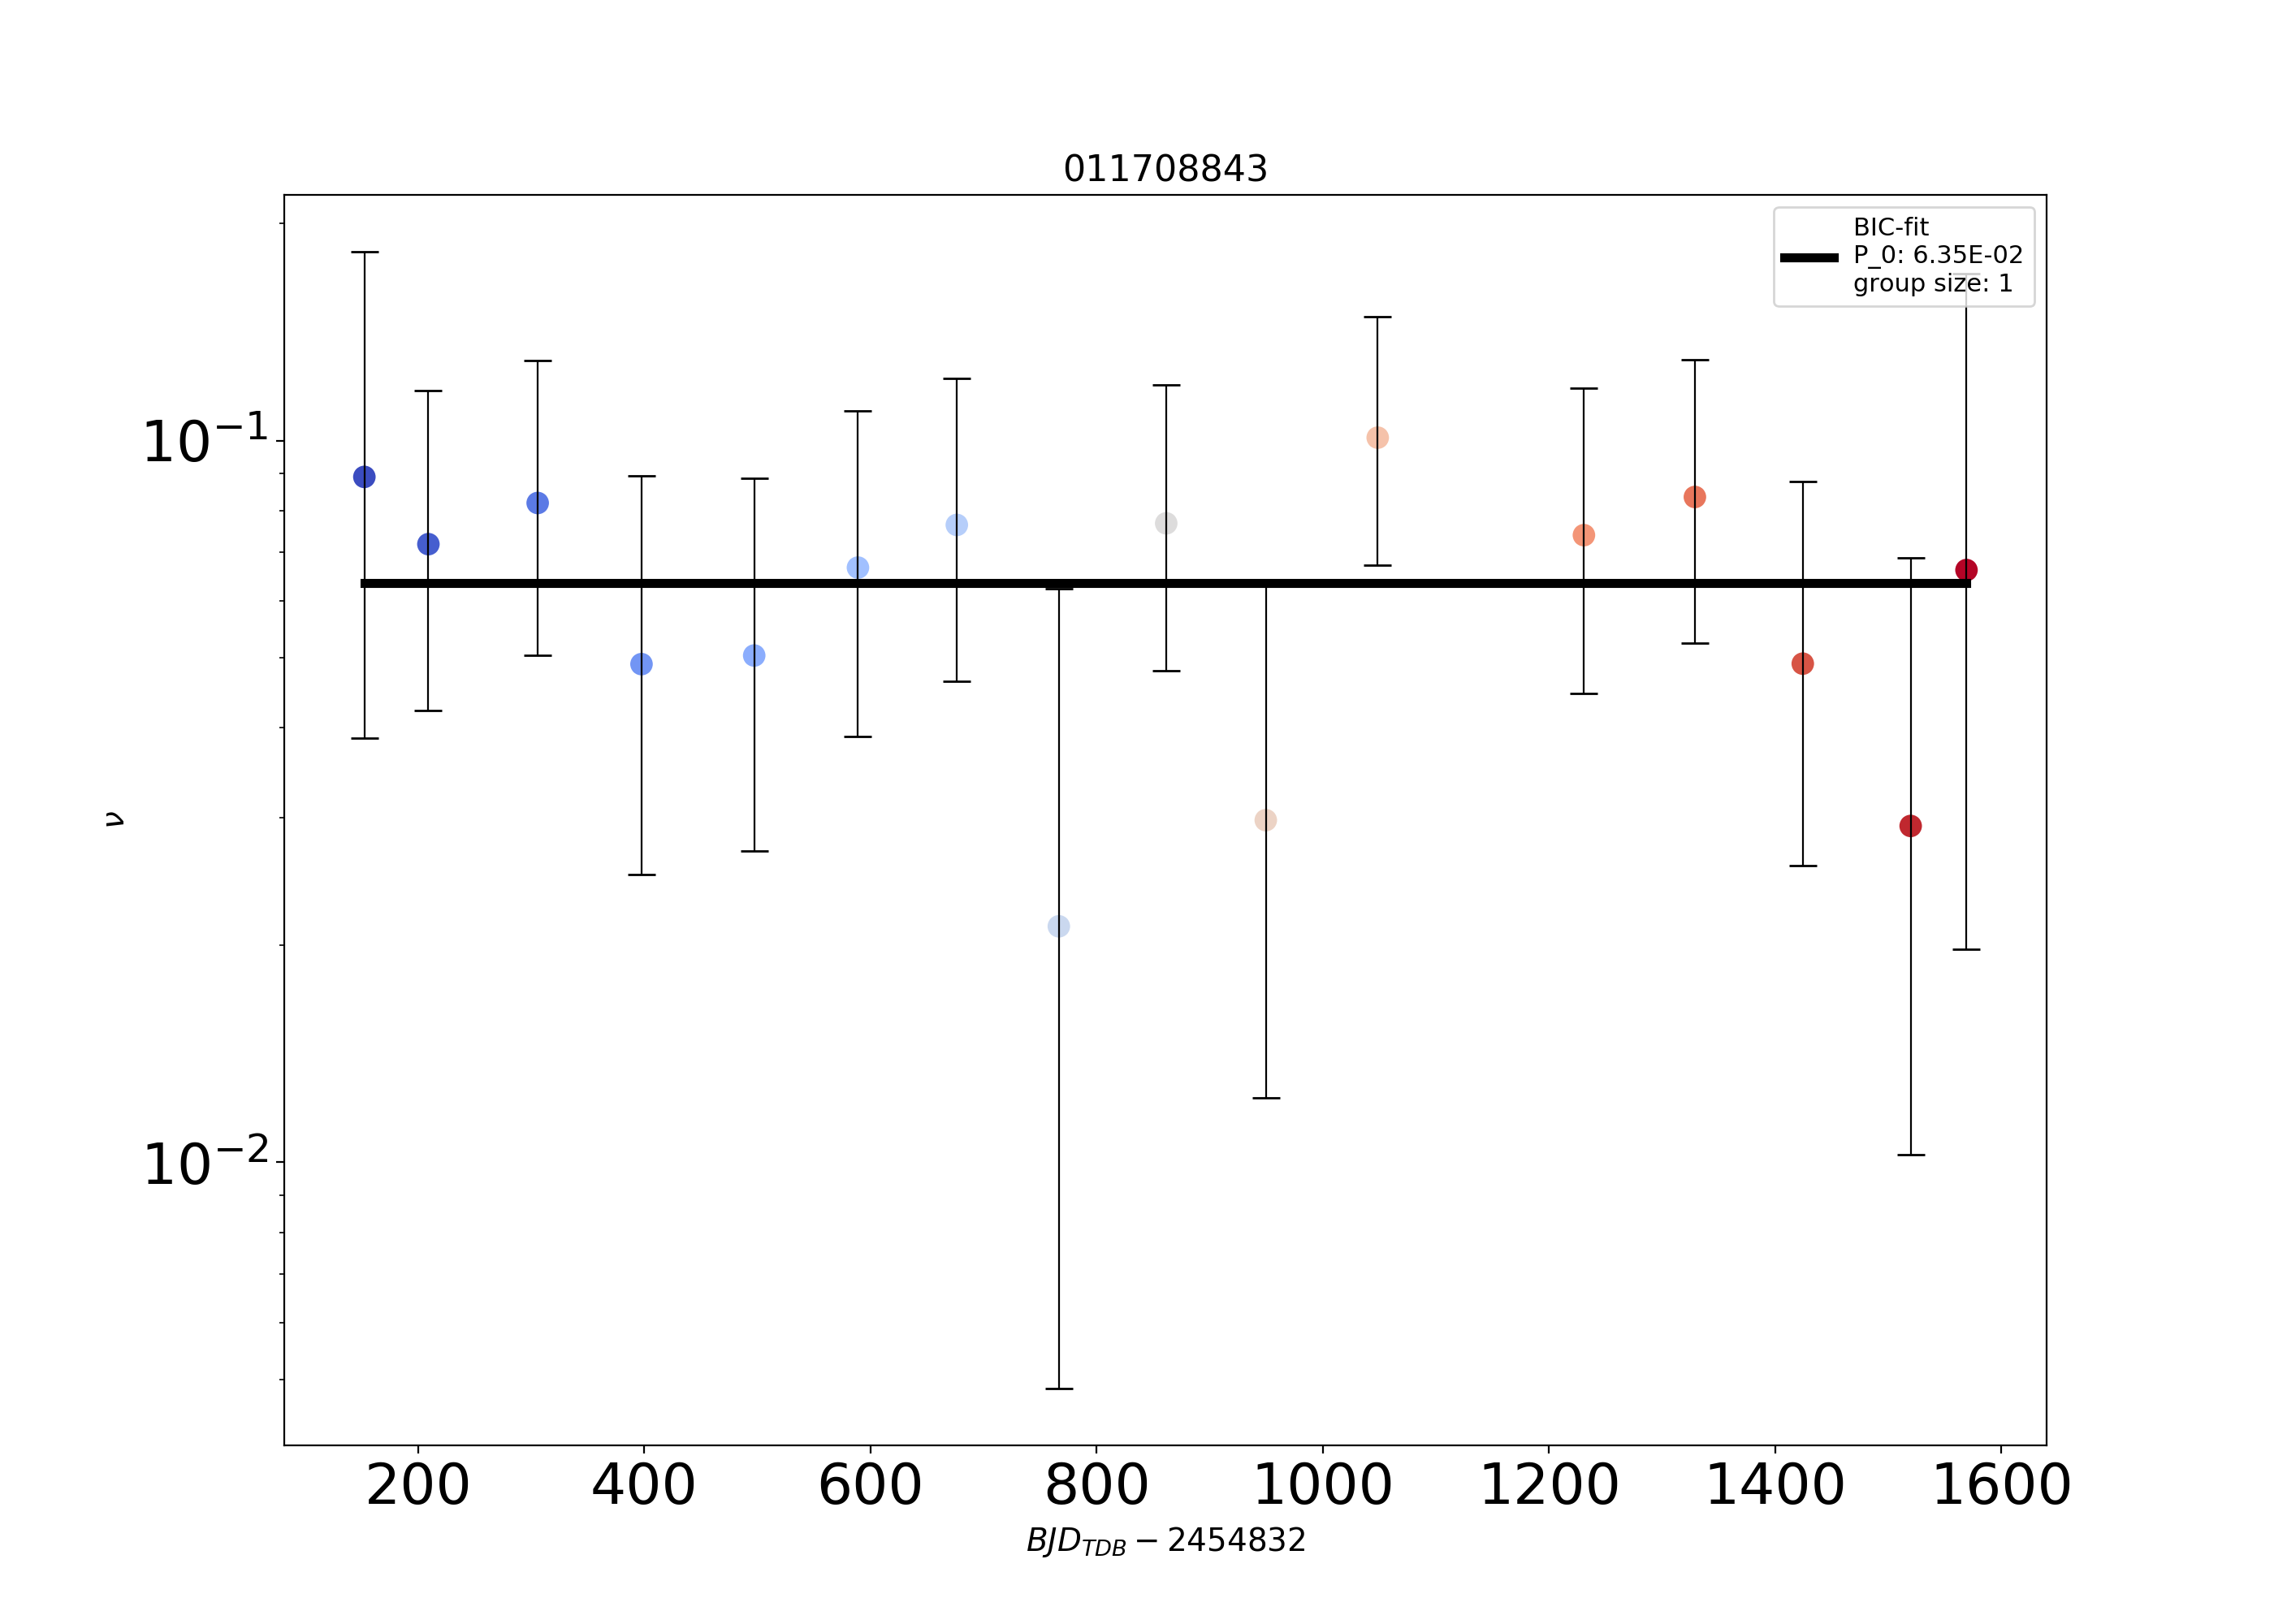 011708843
BIC-fit
P_0: 6.35E-02
group size: 1
10⁻¹
10⁻²
ν
200 400 600 800 1000 1200 1400 1600
BJD_TDB − 2454832